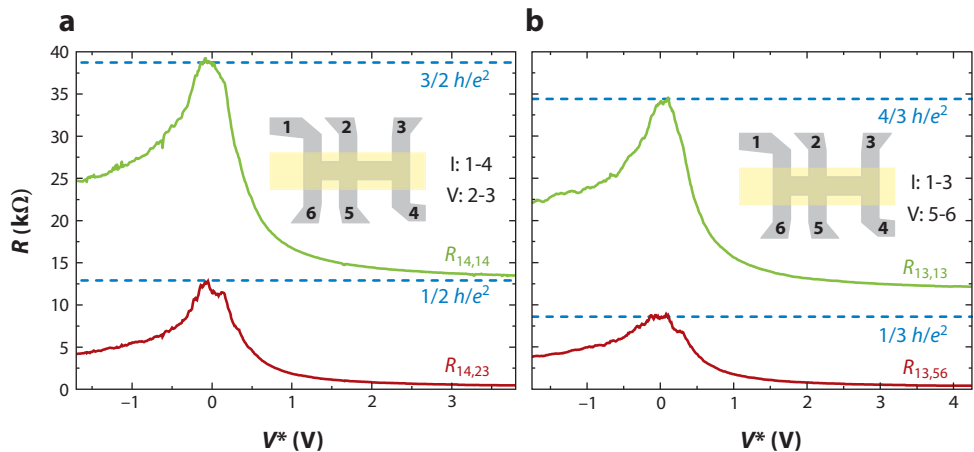 a
b
R (kΩ)
40
35
30
25
20
15
10
5
0
3/2 h/e²
1
2
3
I: 1-4
V: 2-3
6
5
4
R₁₄,₁₄
1/2 h/e²
R₁₄,₂₃
−1
0
1
2
3
V* (V)
4/3 h/e²
1
2
3
I: 1-3
V: 5-6
6
5
4
R₁₃,₁₃
1/3 h/e²
R₁₃,₅₆
−1
0
1
2
3
4
V* (V)